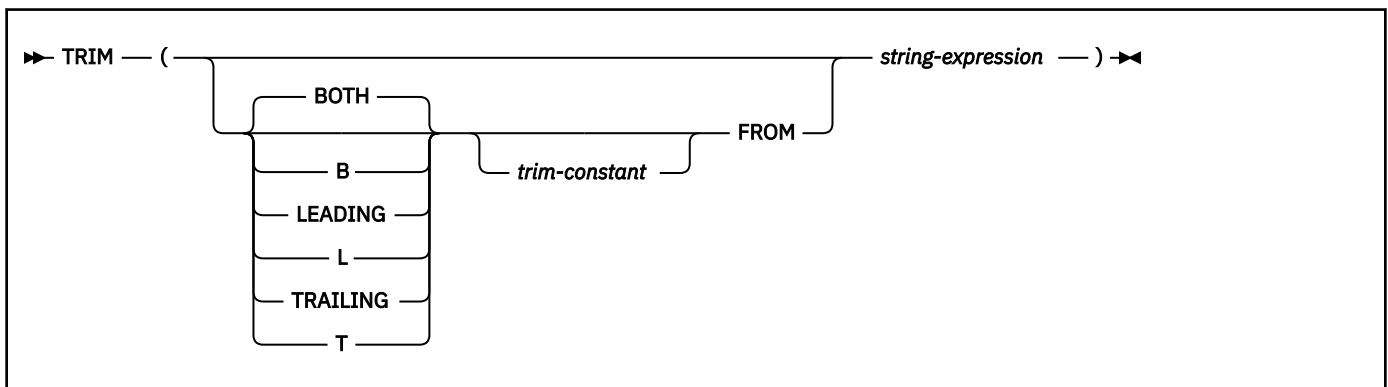 TRIM ( string-expression )
BOTH
FROM
B
trim-constant
LEADING
L
TRAILING
T